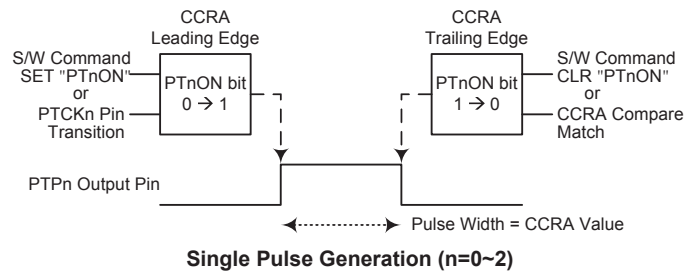 CCRA
Leading Edge
S/W Command
SET "PTnON"
or
PTCKn Pin
Transition
PTnON bit
0 → 1
CCRA
Trailing Edge
PTnON bit
1 → 0
S/W Command
CLR "PTnON"
or
CCRA Compare
Match
PTPn Output Pin
Pulse Width = CCRA Value
Single Pulse Generation (n=0~2)